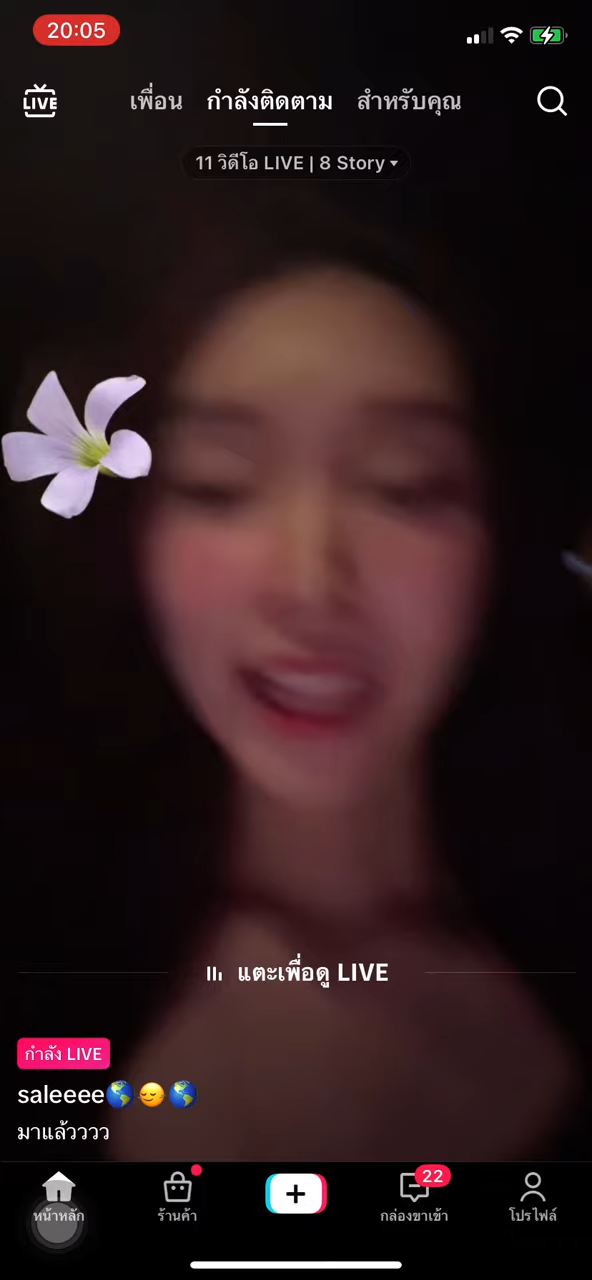 20:05
LIVE
เพื่อน กำลังติดตาม สำหรับคุณ
11 วิดีโอ LIVE | 8 Story
แตะเพื่อดู LIVE
กำลัง LIVE
saleeee🌎😌🌎
มาแล้วววว
22
หน้าหลัก ร้านค้า กล่องขาเข้า โปรไฟล์